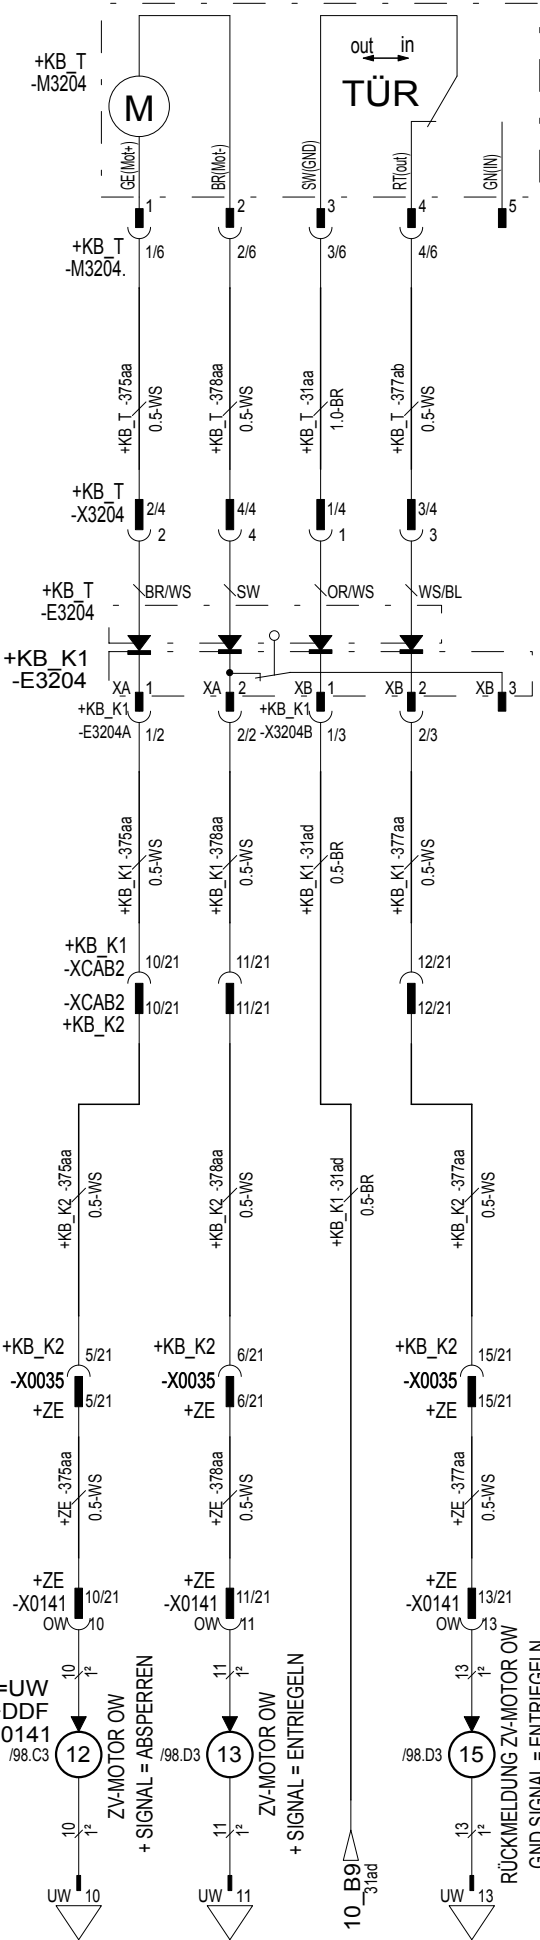 +KB_T
-M3204
M
out in
TÜR
GE(Mot+)
BR(Mot-)
SW(GND)
RT(out)
GN(IN)
1
2
3
4
5
+KB_T
-M3204.
1/6
2/6
3/6
4/6
+KB_T -375aa
0.5-WS
+KB_T -378aa
0.5-WS
+KB_T -31aa
1.0-BR
+KB_T -377ab
0.5-WS
+KB_T
-X3204
2/4
4/4
1/4
3/4
2
4
1
3
+KB_T
-E3204
BR/WS
SW
OR/WS
WS/BL
+KB_K1
-E3204
XA 1
XA 2
XB 1
XB 2
XB 3
+KB_K1
-E3204A
1/2
2/2
+KB_K1
-X3204B
1/3
2/3
+KB_K1 -375aa
0.5-WS
+KB_K1 -378aa
0.5-WS
+KB_K1 -31ad
0.5-BR
+KB_K1 -377aa
0.5-WS
+KB_K1
-XCAB2
10/21
11/21
12/21
-XCAB2
+KB_K2
10/21
11/21
12/21
+KB_K2 -375aa
0.5-WS
+KB_K2 -378aa
0.5-WS
+KB_K1 -31ad
0.5-BR
+KB_K2 -377aa
0.5-WS
+KB_K2
5/21
-X0035
+ZE
5/21
+KB_K2
6/21
-X0035
+ZE
6/21
+KB_K2
15/21
-X0035
+ZE
15/21
+ZE -375aa
0.5-WS
+ZE -378aa
0.5-WS
+ZE -377aa
0.5-WS
+ZE
-X0141
10/21
OW 10
+ZE
-X0141
11/21
OW 11
+ZE
-X0141
13/21
OW 13
10
1²
11
1²
13
1²
=UW
DDF
0141
/98.C3
12
ZV-MOTOR OW
+ SIGNAL = ABSPERREN
/98.D3
13
ZV-MOTOR OW
+ SIGNAL = ENTRIEGELN
/98.D3
15
RÜCKMELDUNG ZV-MOTOR OW
GND SIGNAL = ENTRIEGELN
10
1²
11
1²
13
1²
10_B9
31ad
UW 10
UW 11
UW 13